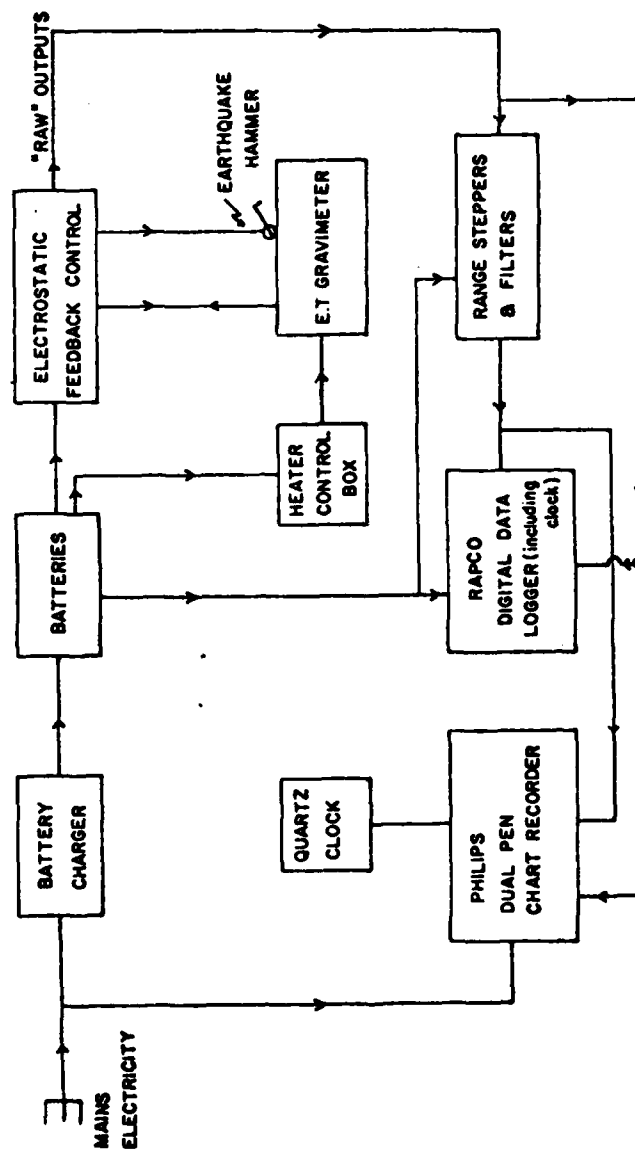 MAINS
ELECTRICITY
BATTERY
CHARGER
BATTERIES
ELECTROSTATIC
FEEDBACK CONTROL
"RAW" OUTPUTS
EARTHQUAKE
HAMMER
HEATER
CONTROL
BOX
E.T GRAVIMETER
QUARTZ
CLOCK
PHILIPS
DUAL PEN
CHART RECORDER
RAPCO
DIGITAL DATA
LOGGER (including
clock)
RANGE STEPPERS
& FILTERS